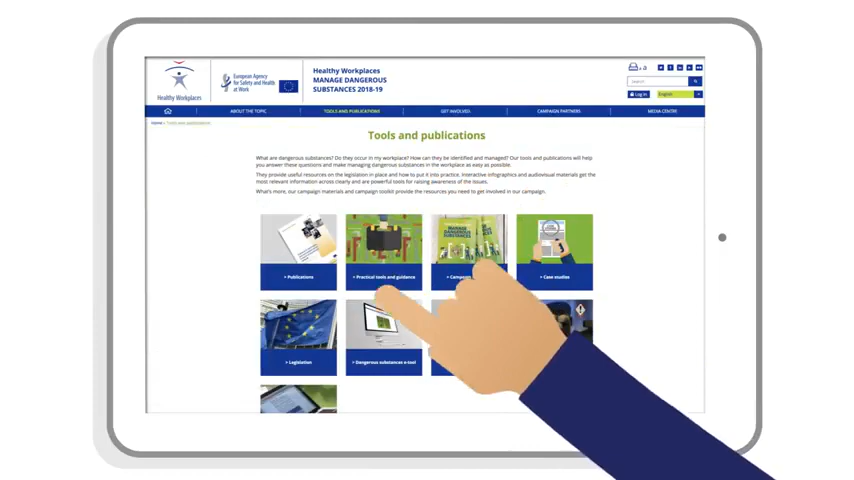 Healthy Workplaces
European Agency
for Safety and Health
at Work
Healthy Workplaces
MANAGE DANGEROUS
SUBSTANCES 2018-19
Search
Log in
English
ABOUT THE TOPIC
TOOLS AND PUBLICATIONS
GET INVOLVED
CAMPAIGN PARTNERS
MEDIA CENTRE
Home » Tools and publications
Tools and publications
What are dangerous substances? Do they occur in my workplace? How can they be identified and managed? Our tools and publications will help
you answer these questions and make managing dangerous substances in the workplace as easy as possible.
They provide useful resources on the legislation in place and how to put it into practice. Interactive infographics and audiovisual materials get the
most relevant information across clearly and are powerful tools for raising awareness of the issues.
What's more, our campaign materials and campaign toolkit provide the resources you need to get involved in our campaign.
MANAGE
DANGEROUS
SUBSTANCES
> Publications
> Practical tools and guidance
> Case studies
> Legislation
> Dangerous substances e-tool